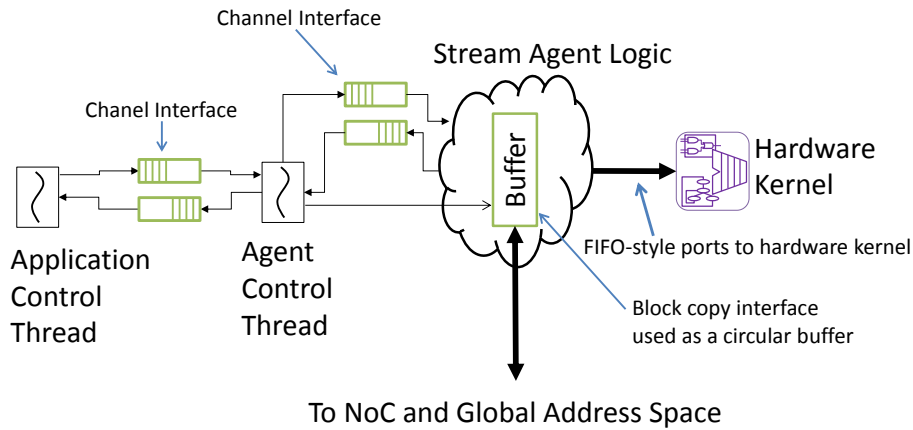 Channel Interface
Stream Agent Logic
Chanel Interface
Buffer
Hardware
Kernel
FIFO-style ports to hardware kernel
Application
Control
Thread
Agent
Control
Thread
Block copy interface
used as a circular buffer
To NoC and Global Address Space